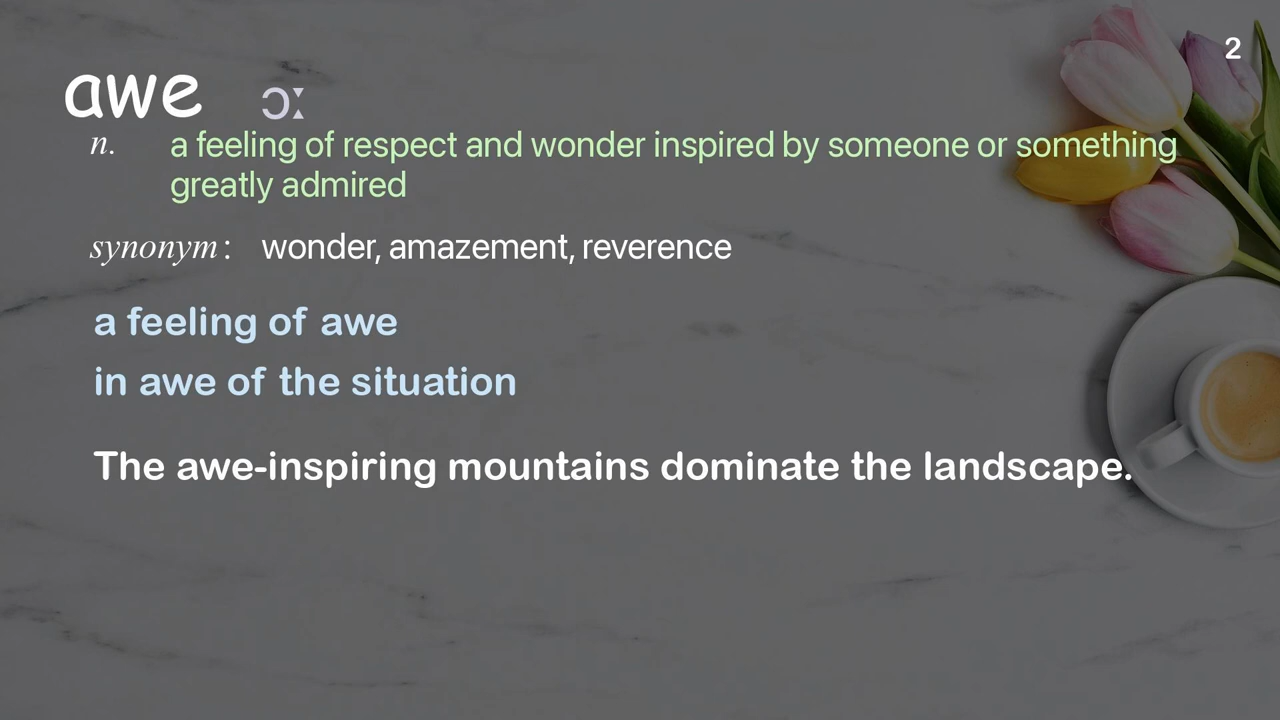 2
awe ɔː
n. a feeling of respect and wonder inspired by someone or something
greatly admired
synonym: wonder, amazement, reverence
a feeling of awe
in awe of the situation
The awe-inspiring mountains dominate the landscape.